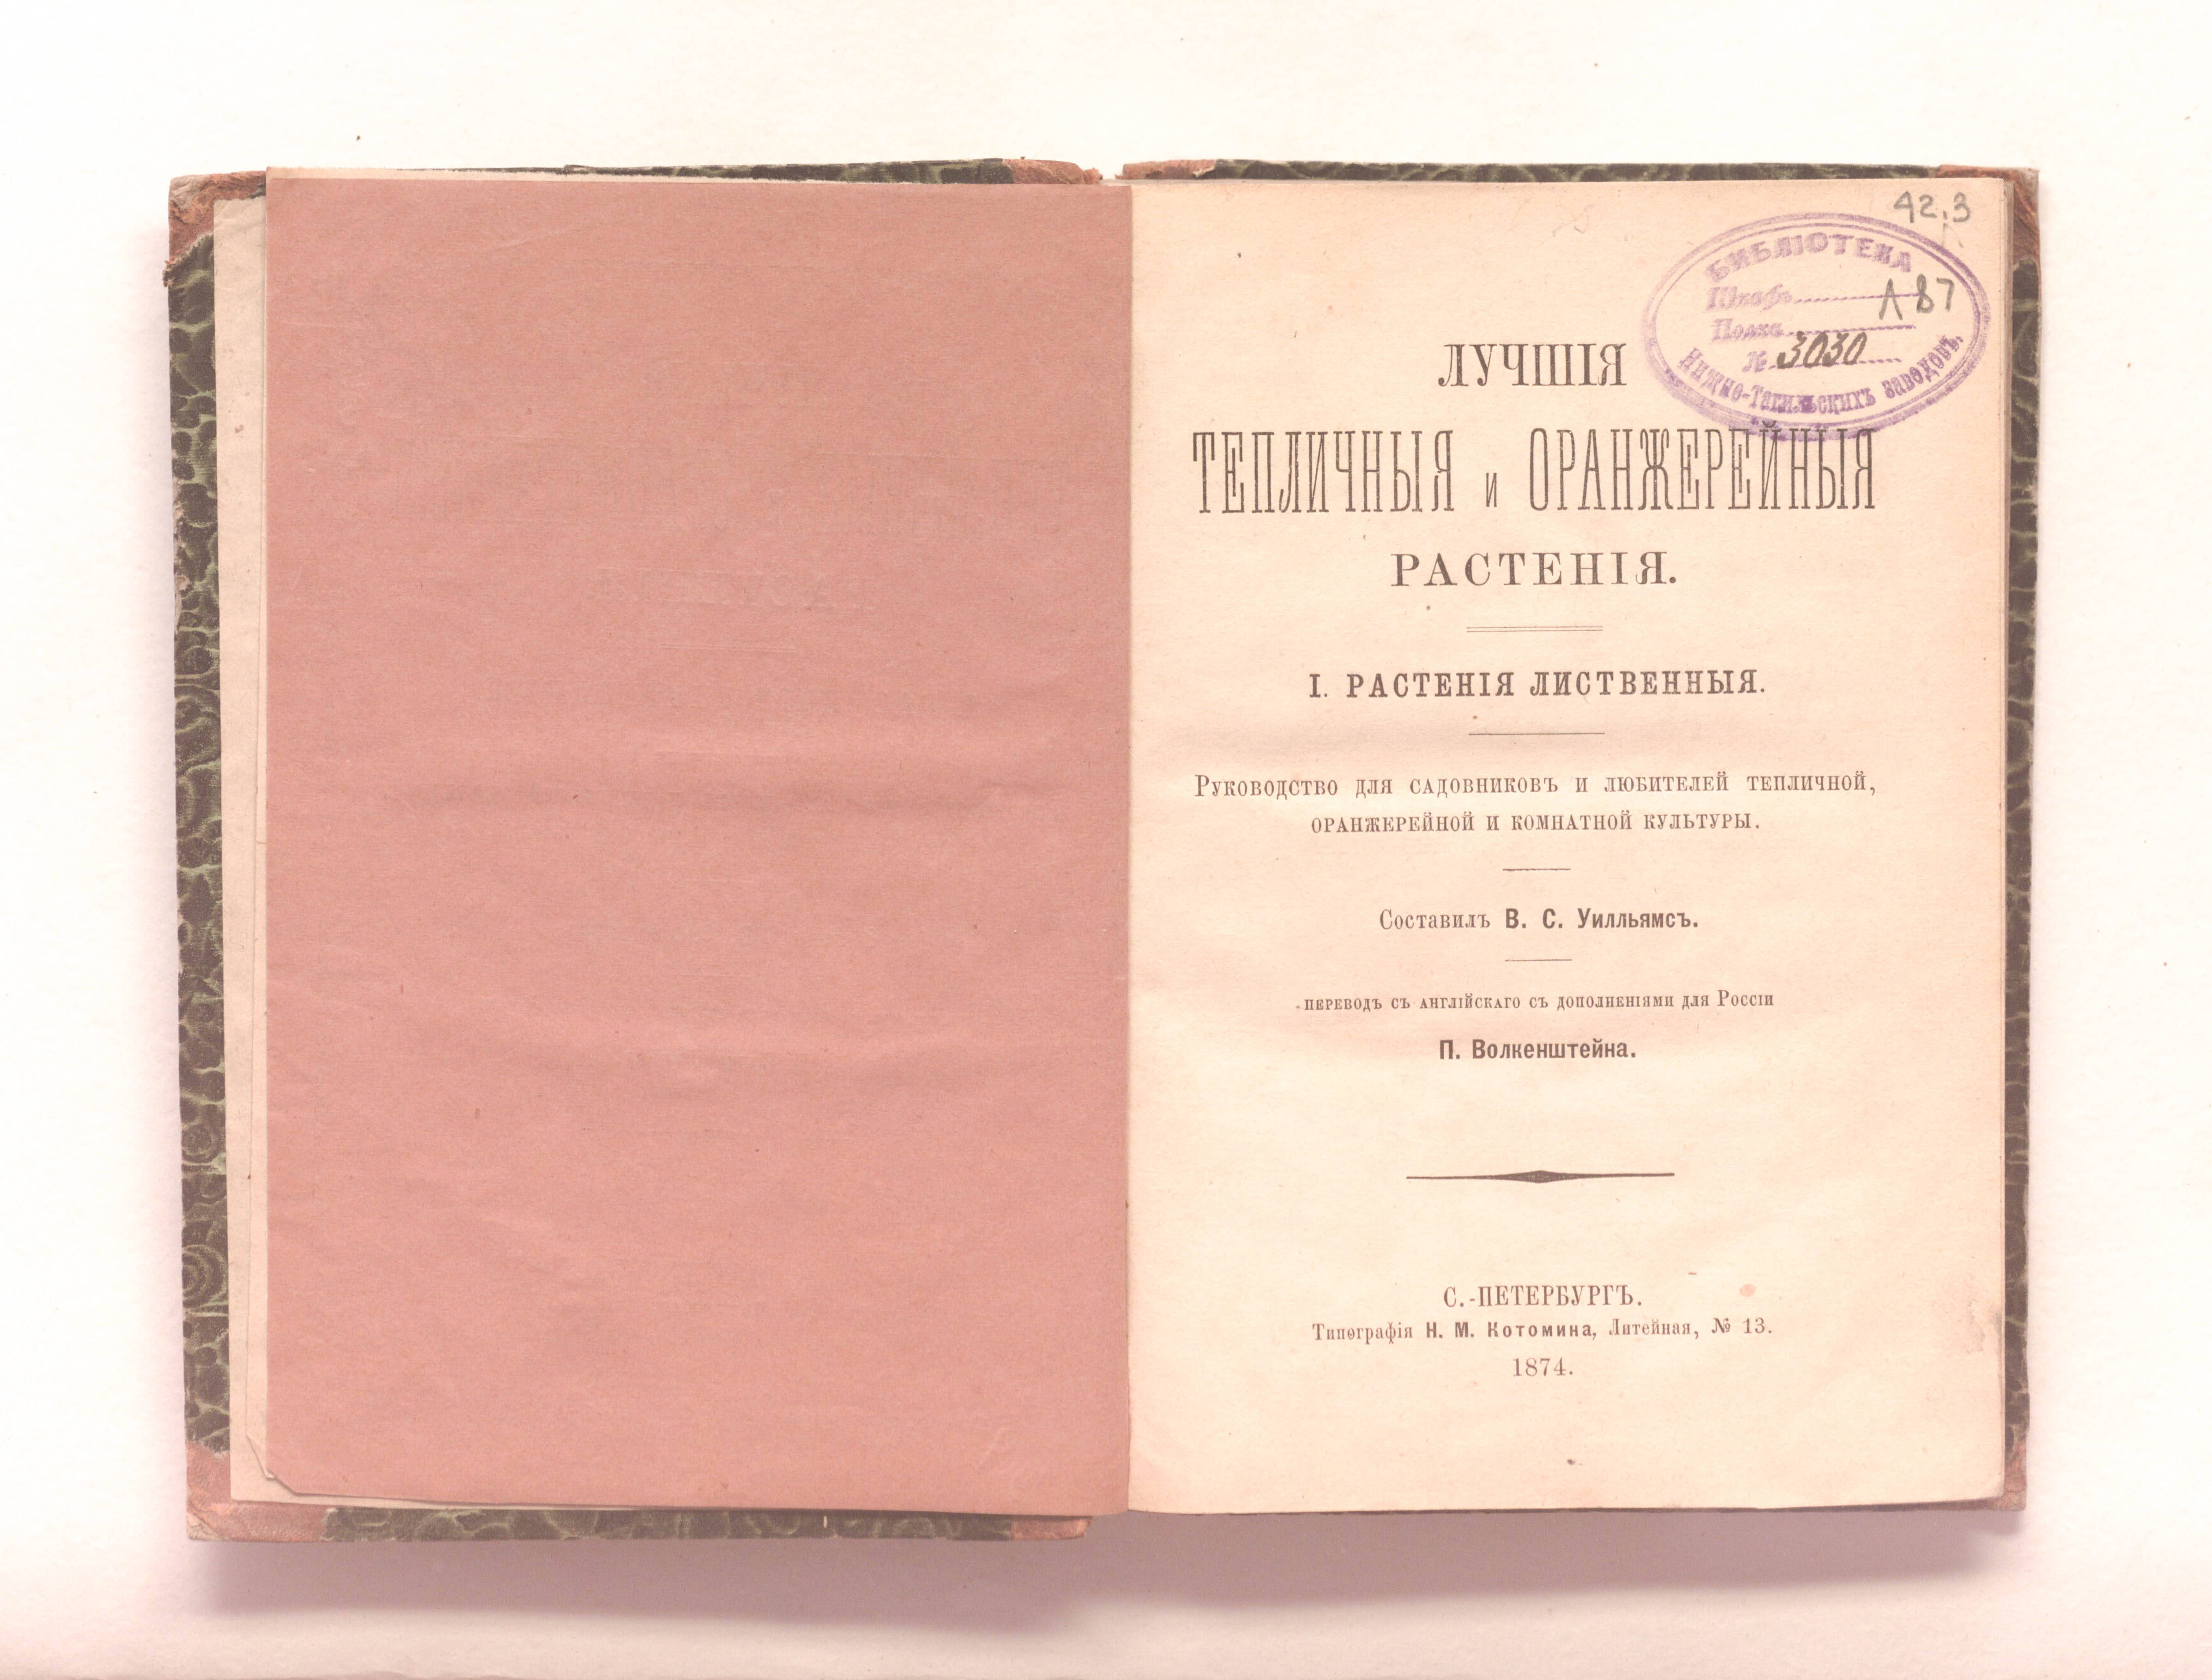 42.3
БИБЛІОТЕКА
Шкафъ
Л 87
Полка
№ 3030
Нижне-Тагильскихъ заводовъ,
ЛУЧШІЯ
ТЕПЛИЧНЫЯ и ОРАНЖЕРЕЙНЫЯ
РАСТЕНІЯ.
I. РАСТЕНІЯ ЛИСТВЕННЫЯ.
Руководство для садовниковъ и любителей тепличной,
оранжерейной и комнатной культуры.
Составилъ В. С. Уилльямсъ.
ПЕРЕВОДЪ СЪ АНГЛІЙСКАГО СЪ ДОПОЛНЕНІЯМИ ДЛЯ РОССІИ
П. Волкенштейна.
С.-ПЕТЕРБУРГЪ.
Типографія Н. М. Котомина, Литейная, № 13.
1874.